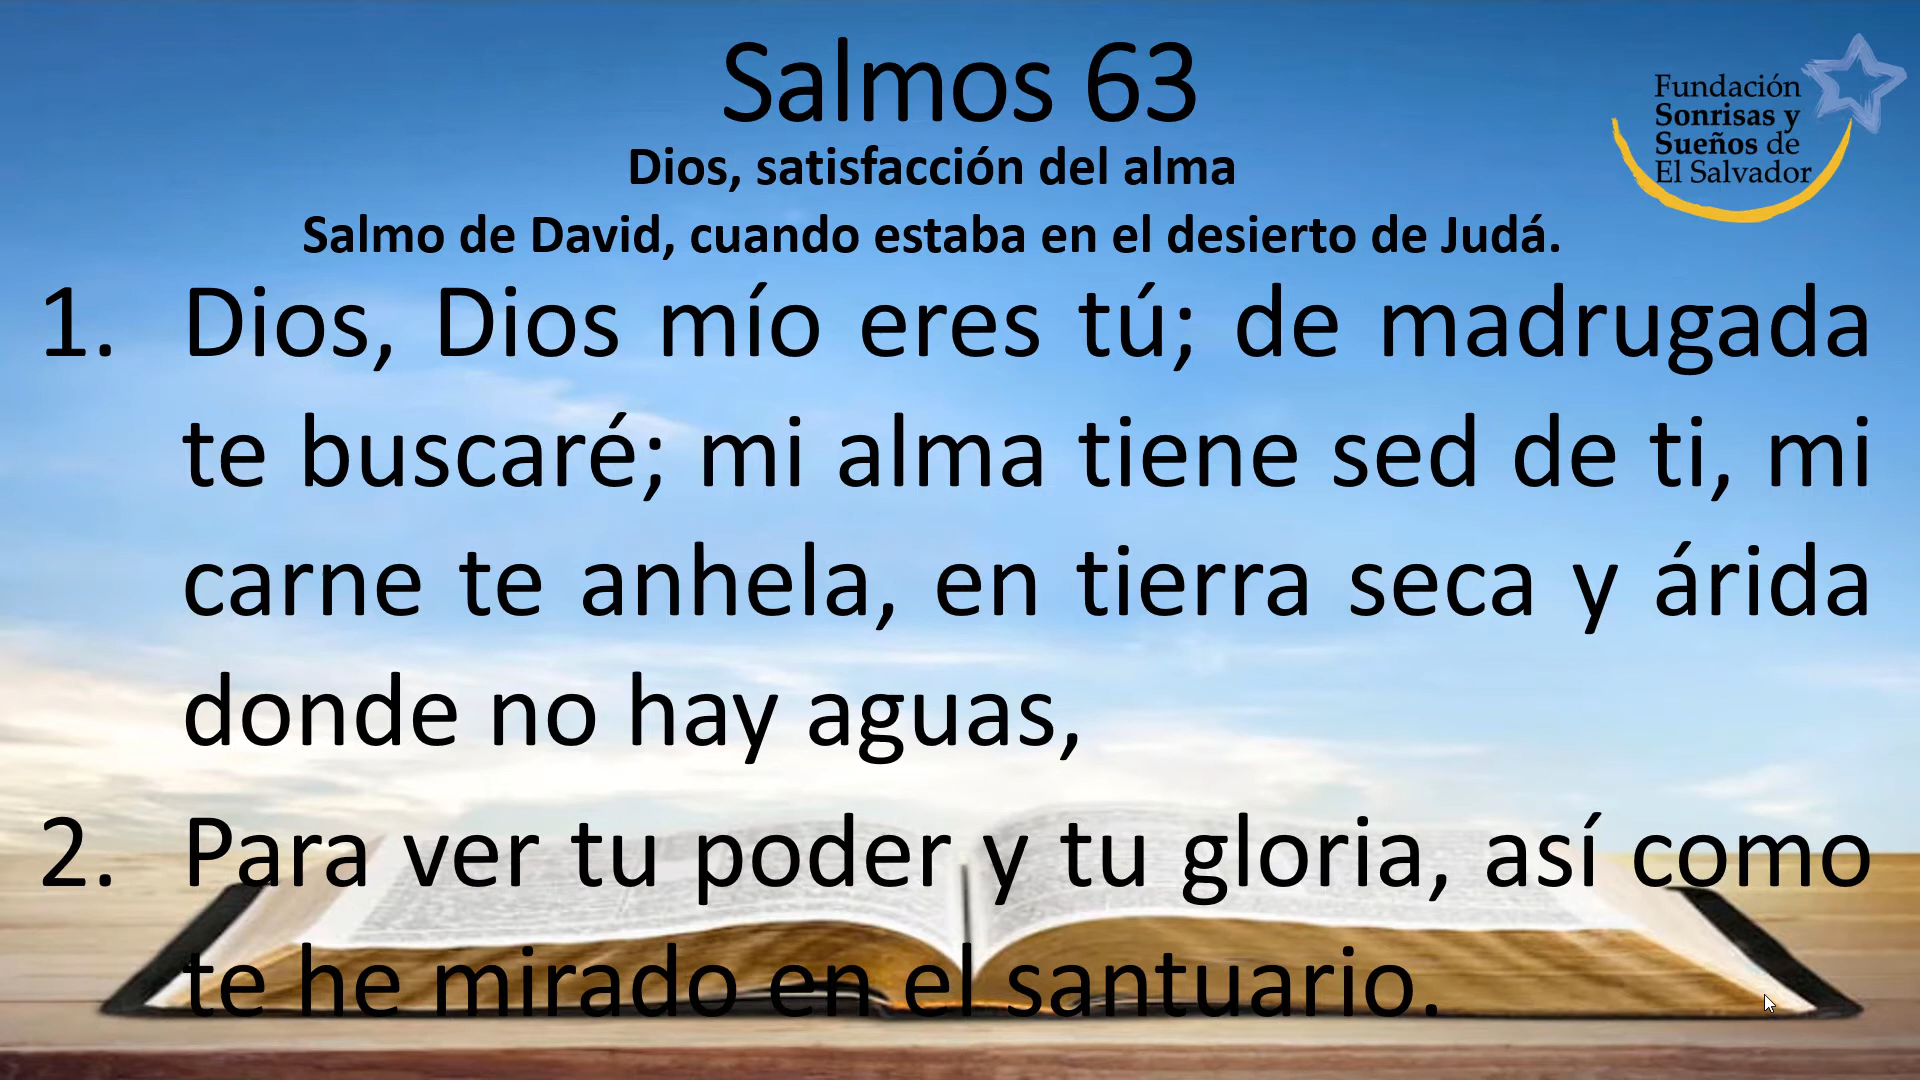 Salmos 63
Fundación
Sonrisas y
Sueños de
El Salvador
Dios, satisfacción del alma
Salmo de David, cuando estaba en el desierto de Judá.
1. Dios, Dios mío eres tú; de madrugada
te buscaré; mi alma tiene sed de ti, mi
carne te anhela, en tierra seca y árida
donde no hay aguas,
2. Para ver tu poder y tu gloria, así como
te he mirado en el santuario.